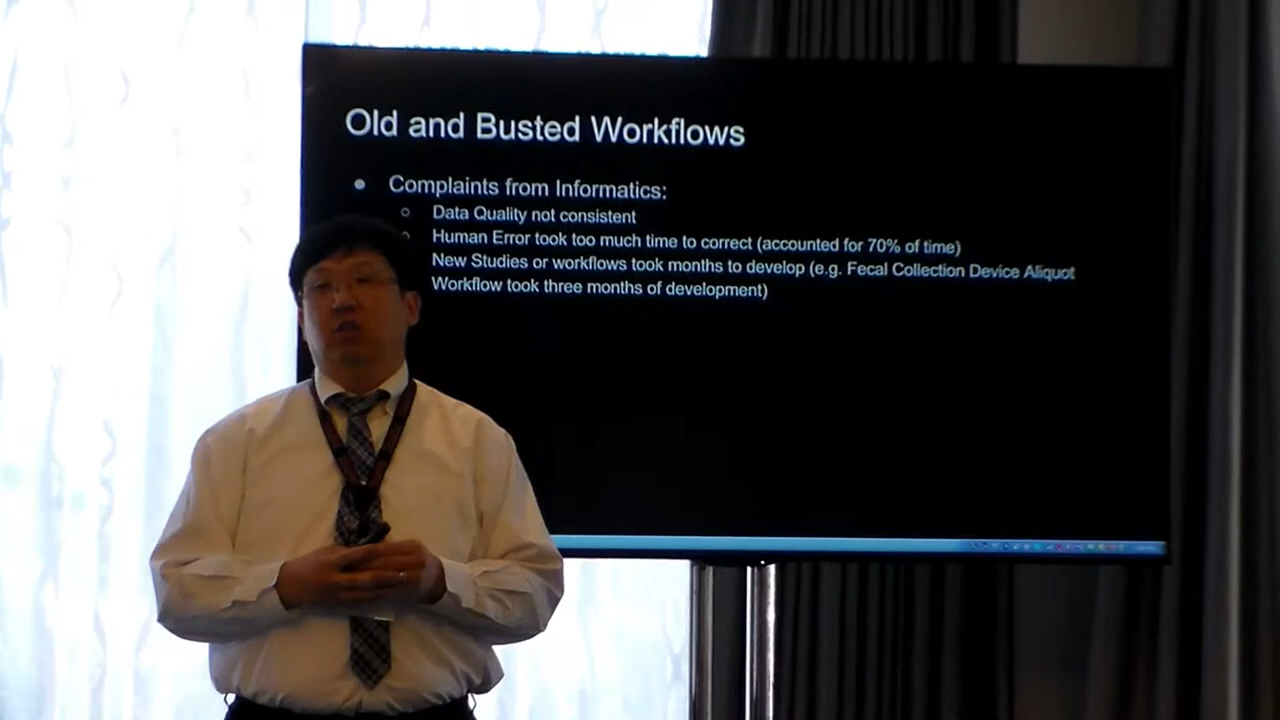 Old and Busted Workflows
Complaints from Informatics:
Data Quality not consistent
Human Error took too much time to correct (accounted for 70% of time)
New Studies or workflows took months to develop (e.g. Fecal Collection Device Aliquot
Workflow took three months of development)